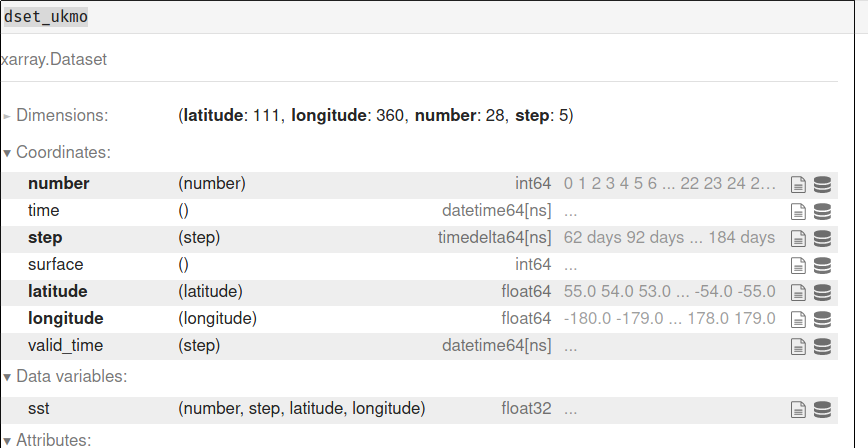 dset_ukmo
xarray.Dataset
► Dimensions: (latitude: 111, longitude: 360, number: 28, step: 5)
▼ Coordinates:
number (number) int64 0 1 2 3 4 5 6 ... 22 23 24 2...
time () datetime64[ns] ...
step (step) timedelta64[ns] 62 days 92 days ... 184 days
surface () int64 ...
latitude (latitude) float64 55.0 54.0 53.0 ... -54.0 -55.0
longitude (longitude) float64 -180.0 -179.0 ... 178.0 179.0
valid_time (step) datetime64[ns] ...
▼ Data variables:
sst (number, step, latitude, longitude) float32 ...
▼ Attributes: